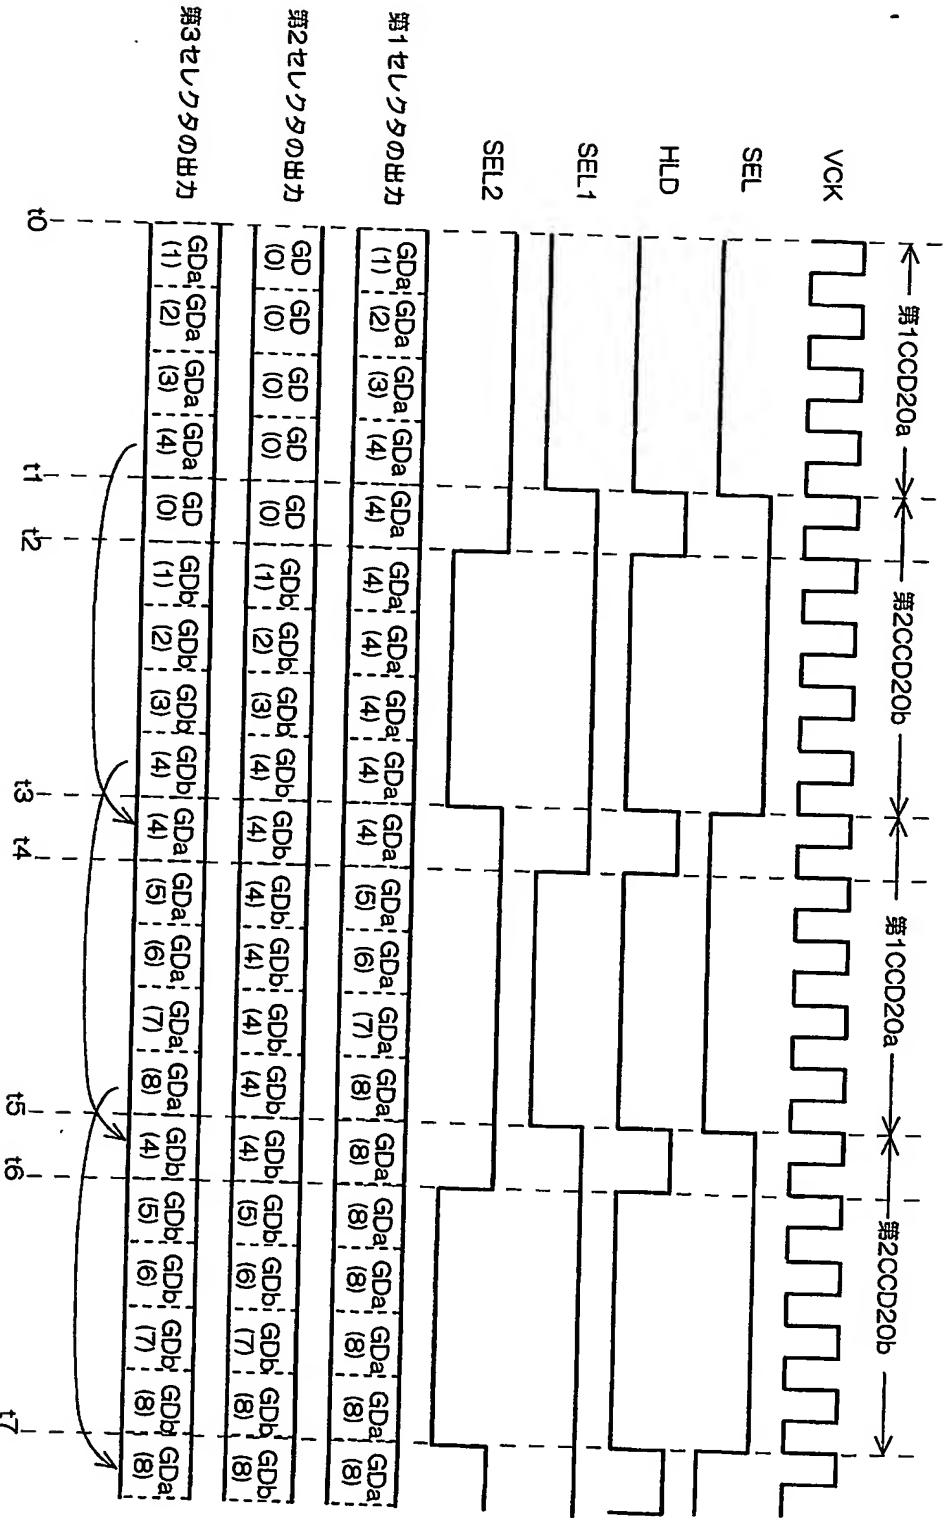 第1CCD20a 第2CCD20b 第1CCD20a 第2CCD20b
VCK
SEL
HLD
SEL1
SEL2
第1セレクタの出力
GDa GDa GDa GDa GDa GDa GDa GDa GDa GDa GDa GDa GDa GDa GDa GDa GDa GDa GDa GDa
(1) (2) (3) (4) (4) (4) (4) (4) (4) (4) (5) (6) (7) (8) (8) (8) (8) (8) (8) (8)
第2セレクタの出力
GD GD GD GD GD GDb GDb GDb GDb GDb GDb GDb GDb GDb GDb GDb GDb GDb GDb GDb
(0) (0) (0) (0) (0) (1) (2) (3) (4) (4) (4) (4) (4) (4) (4) (5) (6) (7) (8) (8)
第3セレクタの出力
GDa GDa GDa GDa GD GDb GDb GDb GDb GDa GDa GDa GDa GDa GDb GDb GDb GDb GDb GDa
(1) (2) (3) (4) (0) (1) (2) (3) (4) (4) (5) (6) (7) (8) (4) (5) (6) (7) (8) (8)
t0 t1 t2 t3 t4 t5 t6 t7